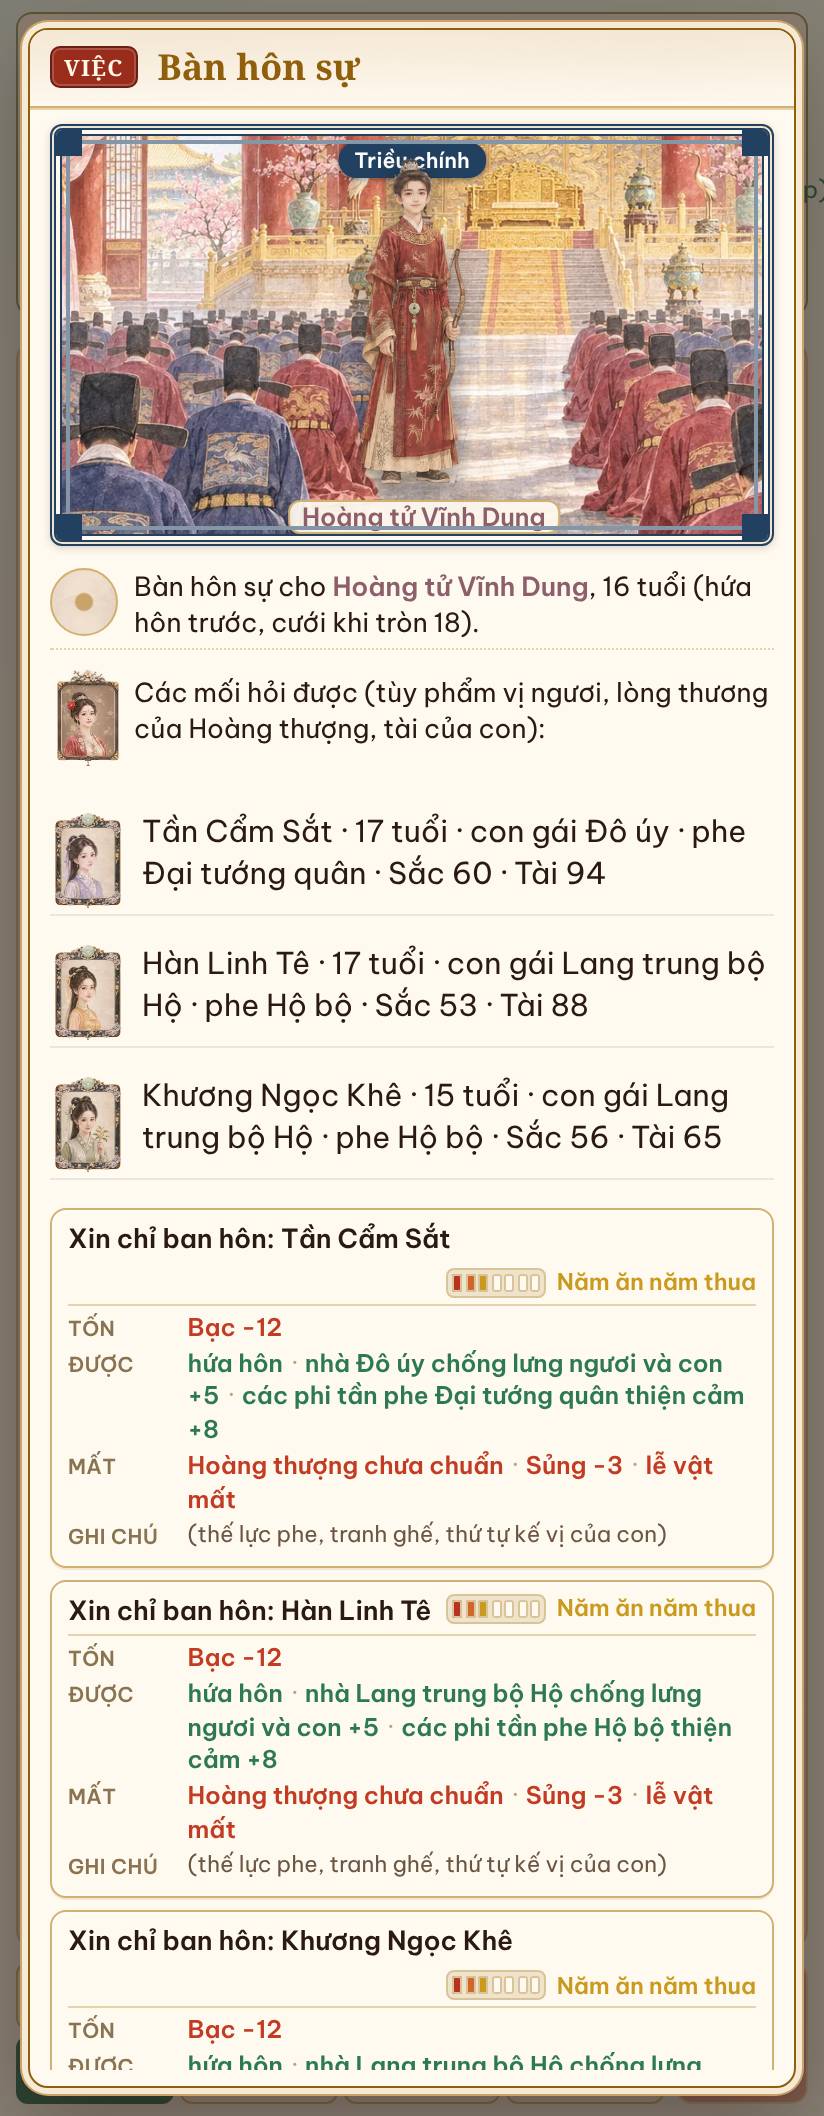 VIỆC Bàn hôn sự
Triều chính
Hoàng tử Vĩnh Dung
Bàn hôn sự cho Hoàng tử Vĩnh Dung, 16 tuổi (hứa
hôn trước, cưới khi tròn 18).
Các mối hỏi được (tùy phẩm vị ngươi, lòng thương
của Hoàng thượng, tài của con):
Tần Cẩm Sắt · 17 tuổi · con gái Đô úy · phe
Đại tướng quân · Sắc 60 · Tài 94
Hàn Linh Tê · 17 tuổi · con gái Lang trung bộ
Hộ · phe Hộ bộ · Sắc 53 · Tài 88
Khương Ngọc Khê · 15 tuổi · con gái Lang
trung bộ Hộ · phe Hộ bộ · Sắc 56 · Tài 65
Xin chỉ ban hôn: Tần Cẩm Sắt
Năm ăn năm thua
TỐN Bạc -12
ĐƯỢC hứa hôn · nhà Đô úy chống lưng ngươi và con
+5 · các phi tần phe Đại tướng quân thiện cảm
+8
MẤT Hoàng thượng chưa chuẩn · Sủng -3 · lễ vật
mất
GHI CHÚ (thế lực phe, tranh ghế, thứ tự kế vị của con)
Xin chỉ ban hôn: Hàn Linh Tê Năm ăn năm thua
TỐN Bạc -12
ĐƯỢC hứa hôn · nhà Lang trung bộ Hộ chống lưng
ngươi và con +5 · các phi tần phe Hộ bộ thiện
cảm +8
MẤT Hoàng thượng chưa chuẩn · Sủng -3 · lễ vật
mất
GHI CHÚ (thế lực phe, tranh ghế, thứ tự kế vị của con)
Xin chỉ ban hôn: Khương Ngọc Khê
Năm ăn năm thua
TỐN Bạc -12
ĐƯỢC hứa hôn · nhà Lang trung bộ Hộ chống lưng